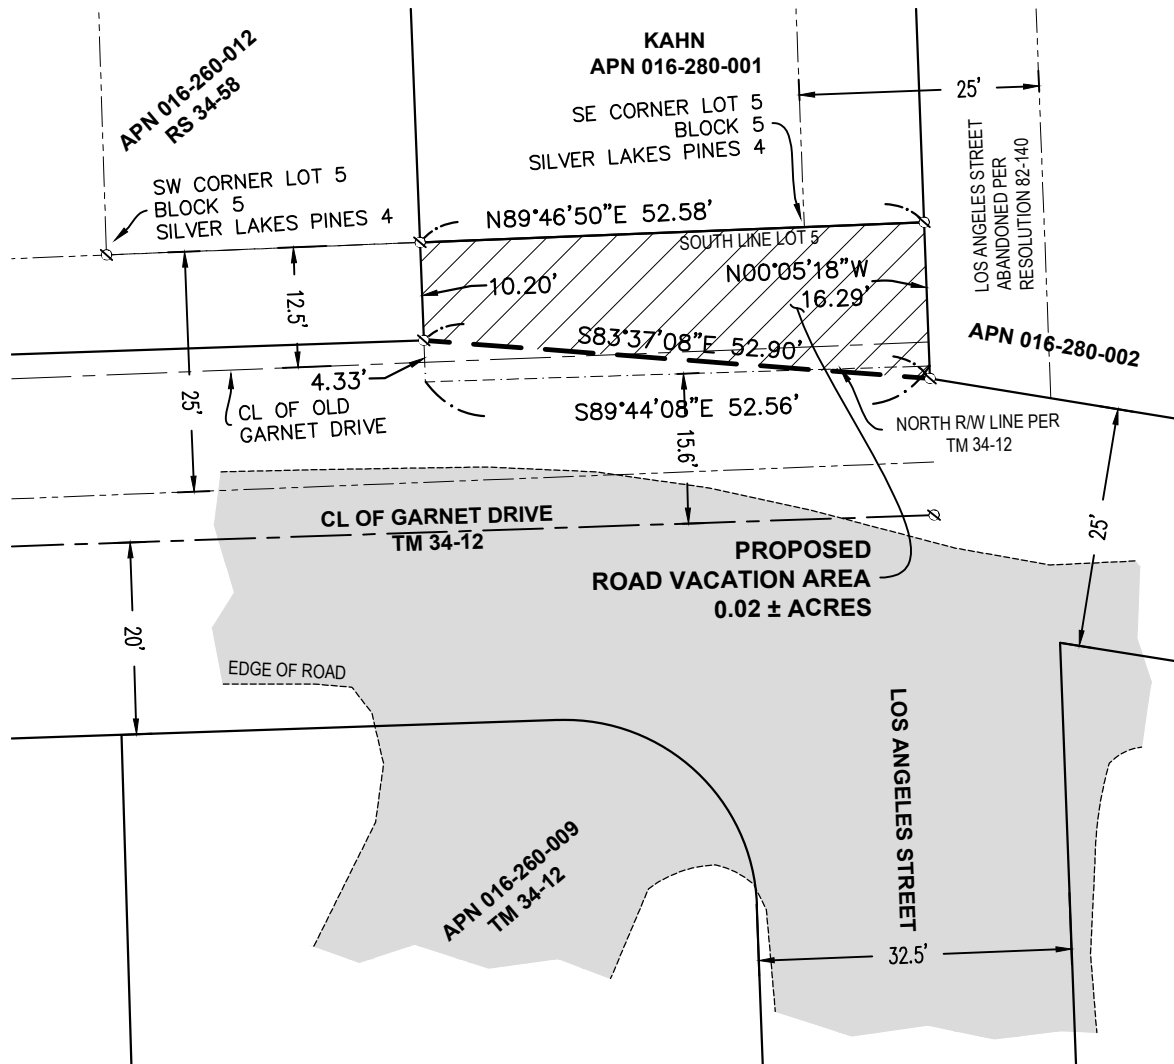 APN 016-260-012
RS 34-58
KAHN
APN 016-280-001
SE CORNER LOT 5
BLOCK 5
SILVER LAKES PINES 4
25'
LOS ANGELES STREET
ABANDONED PER
RESOLUTION 82-140
SW CORNER LOT 5
BLOCK 5
SILVER LAKES PINES 4
N89°46'50"E 52.58'
SOUTH LINE LOT 5
N00°05'18"W
16.29'
10.20'
12.5'
25'
S83°37'08"E 52.90'
APN 016-280-002
4.33'
CL OF OLD
GARNET DRIVE
S89°44'08"E 52.56'
15.6'
NORTH R/W LINE PER
TM 34-12
CL OF GARNET DRIVE
TM 34-12
25'
PROPOSED
ROAD VACATION AREA
0.02 ± ACRES
20'
EDGE OF ROAD
LOS ANGELES STREET
APN 016-260-009
TM 34-12
32.5'